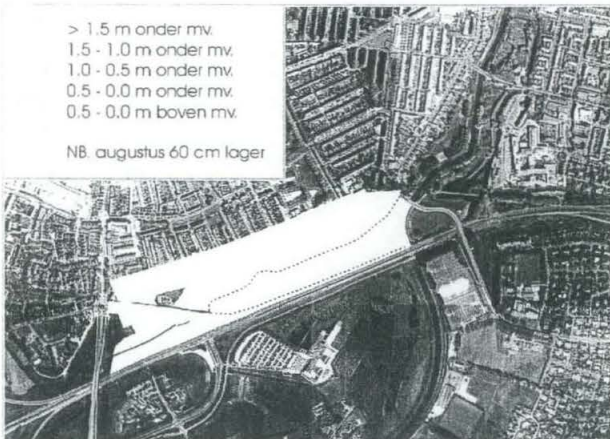 > 1.5 m onder mv.
1.5 - 1.0 m onder mv.
1.0 - 0.5 m onder mv.
0.5 - 0.0 m onder mv.
0.5 - 0.0 m boven mv.
NB. augustus 60 cm lager